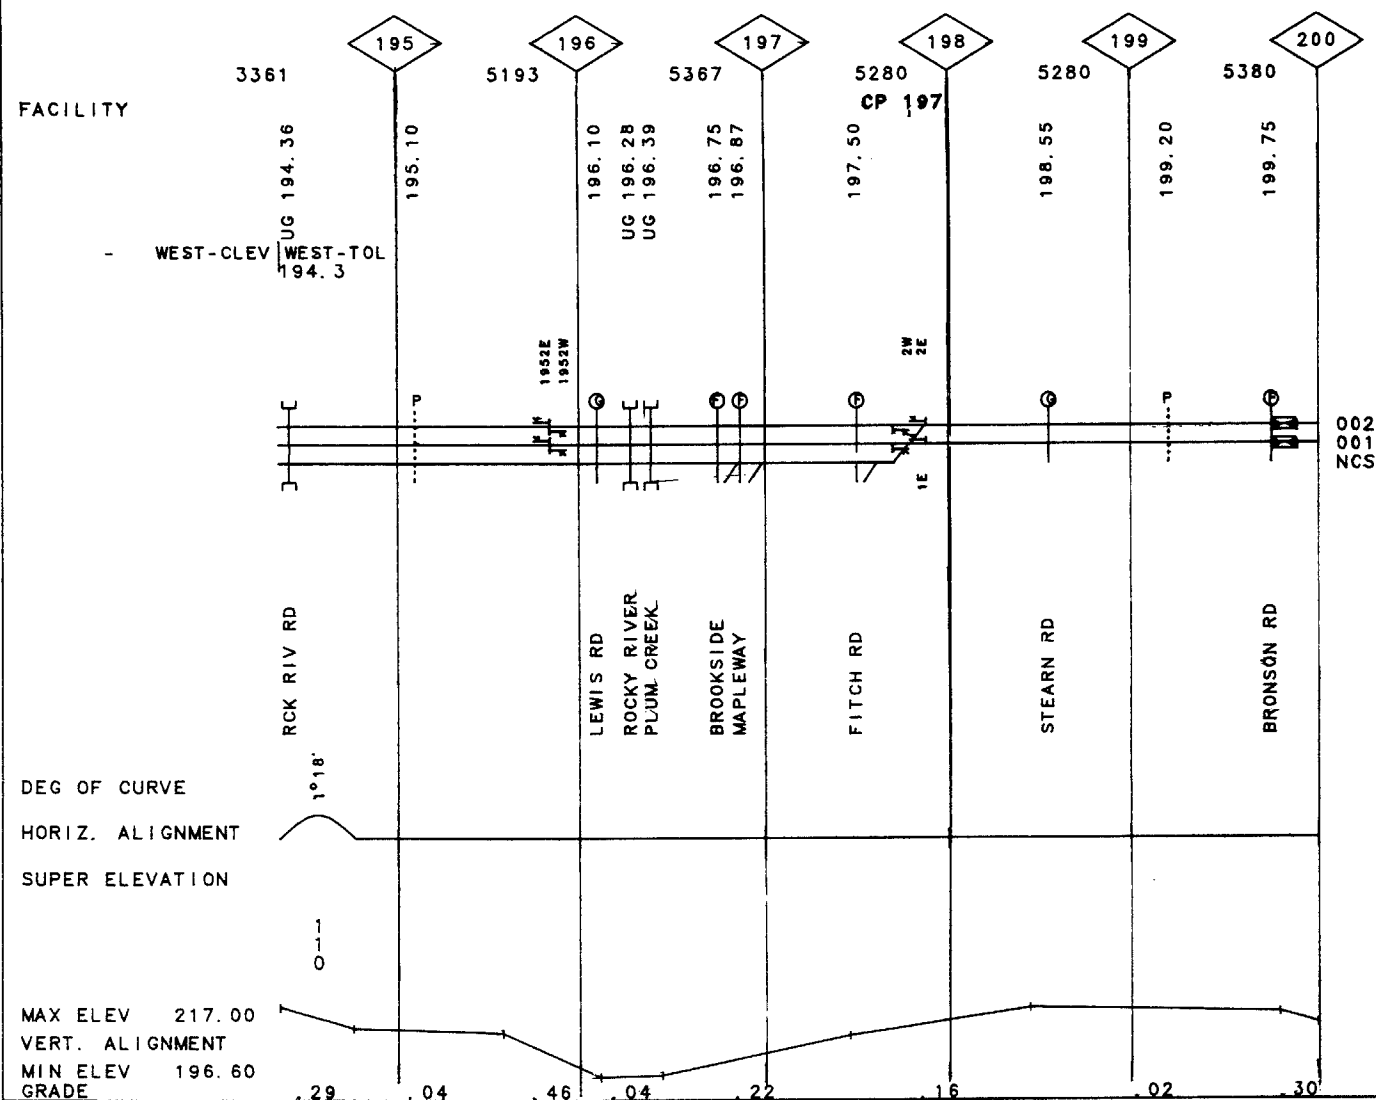 195 196 197 198 199 200
3361 5193 5367 5280 5280 5380
FACILITY
CP 197
UG 194.36
195.10
196.10
UG 196.28
UG 196.39
196.75
196.87
197.50
198.55
199.20
199.75
- WEST-CLEV WEST-TOL
194.3
1952E
1952W
2W
2E
P G F F F G P P
002
001
NCS
1E
RCK RIV RD
LEWIS RD
ROCKY RIVER
PLUM CREEK
BROOKSIDE
MAPLEWAY
FITCH RD
STEARN RD
BRONSON RD
DEG OF CURVE
1°18'
HORIZ. ALIGNMENT
SUPER ELEVATION
1
1
0
MAX ELEV 217.00
VERT. ALIGNMENT
MIN ELEV 196.60
GRADE .29 .04 .46 .04 .22 .16 .02 .30